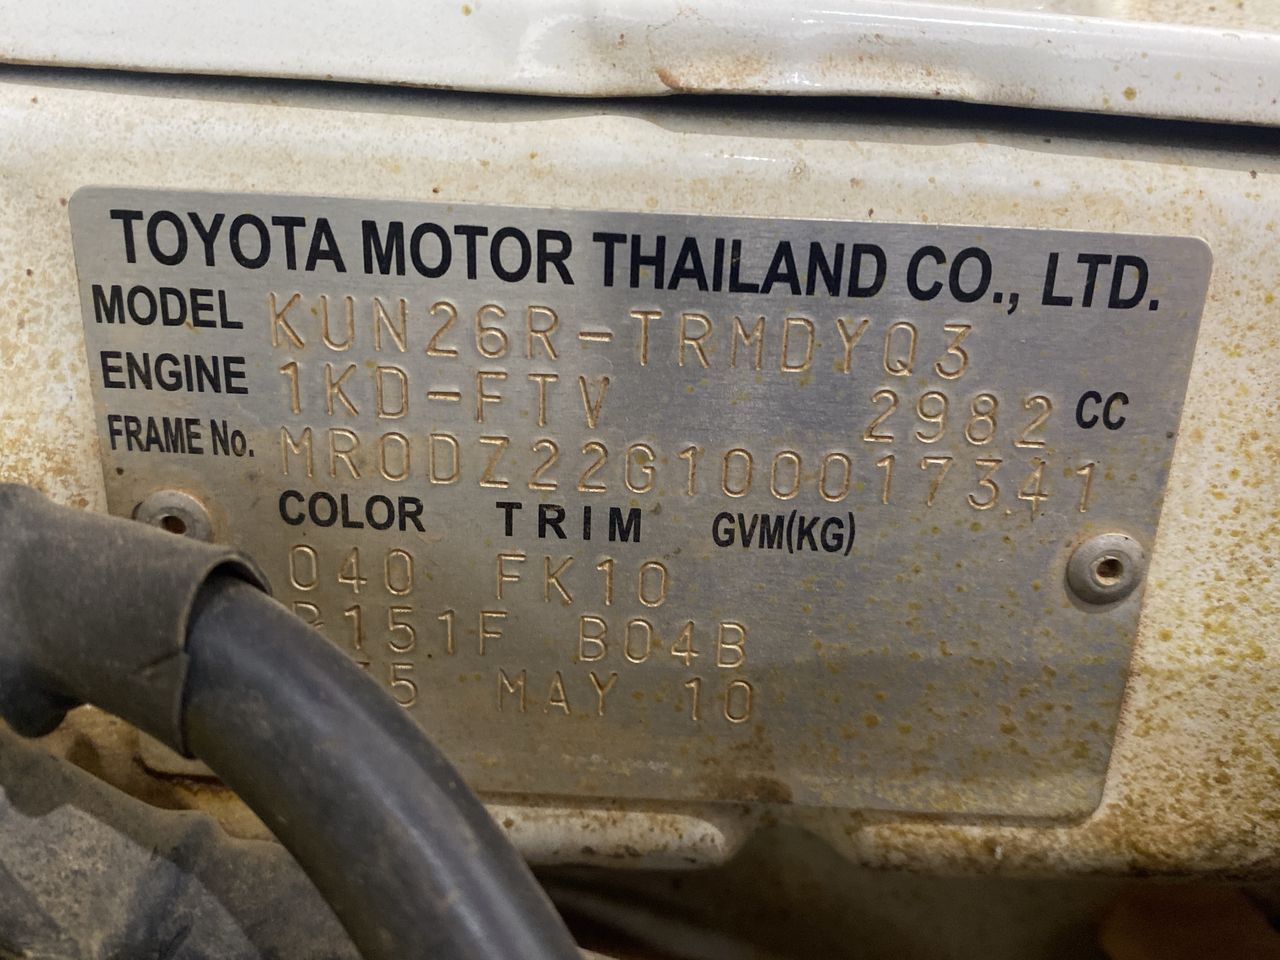 TOYOTA MOTOR THAILAND CO., LTD.
MODEL KUN26R-TRMDYQ3
ENGINE 1KD-FTV 2982 CC
FRAME No. MR0DZ22G100017341
COLOR TRIM GVM(KG)
040 FK10
B04B
MAY 10